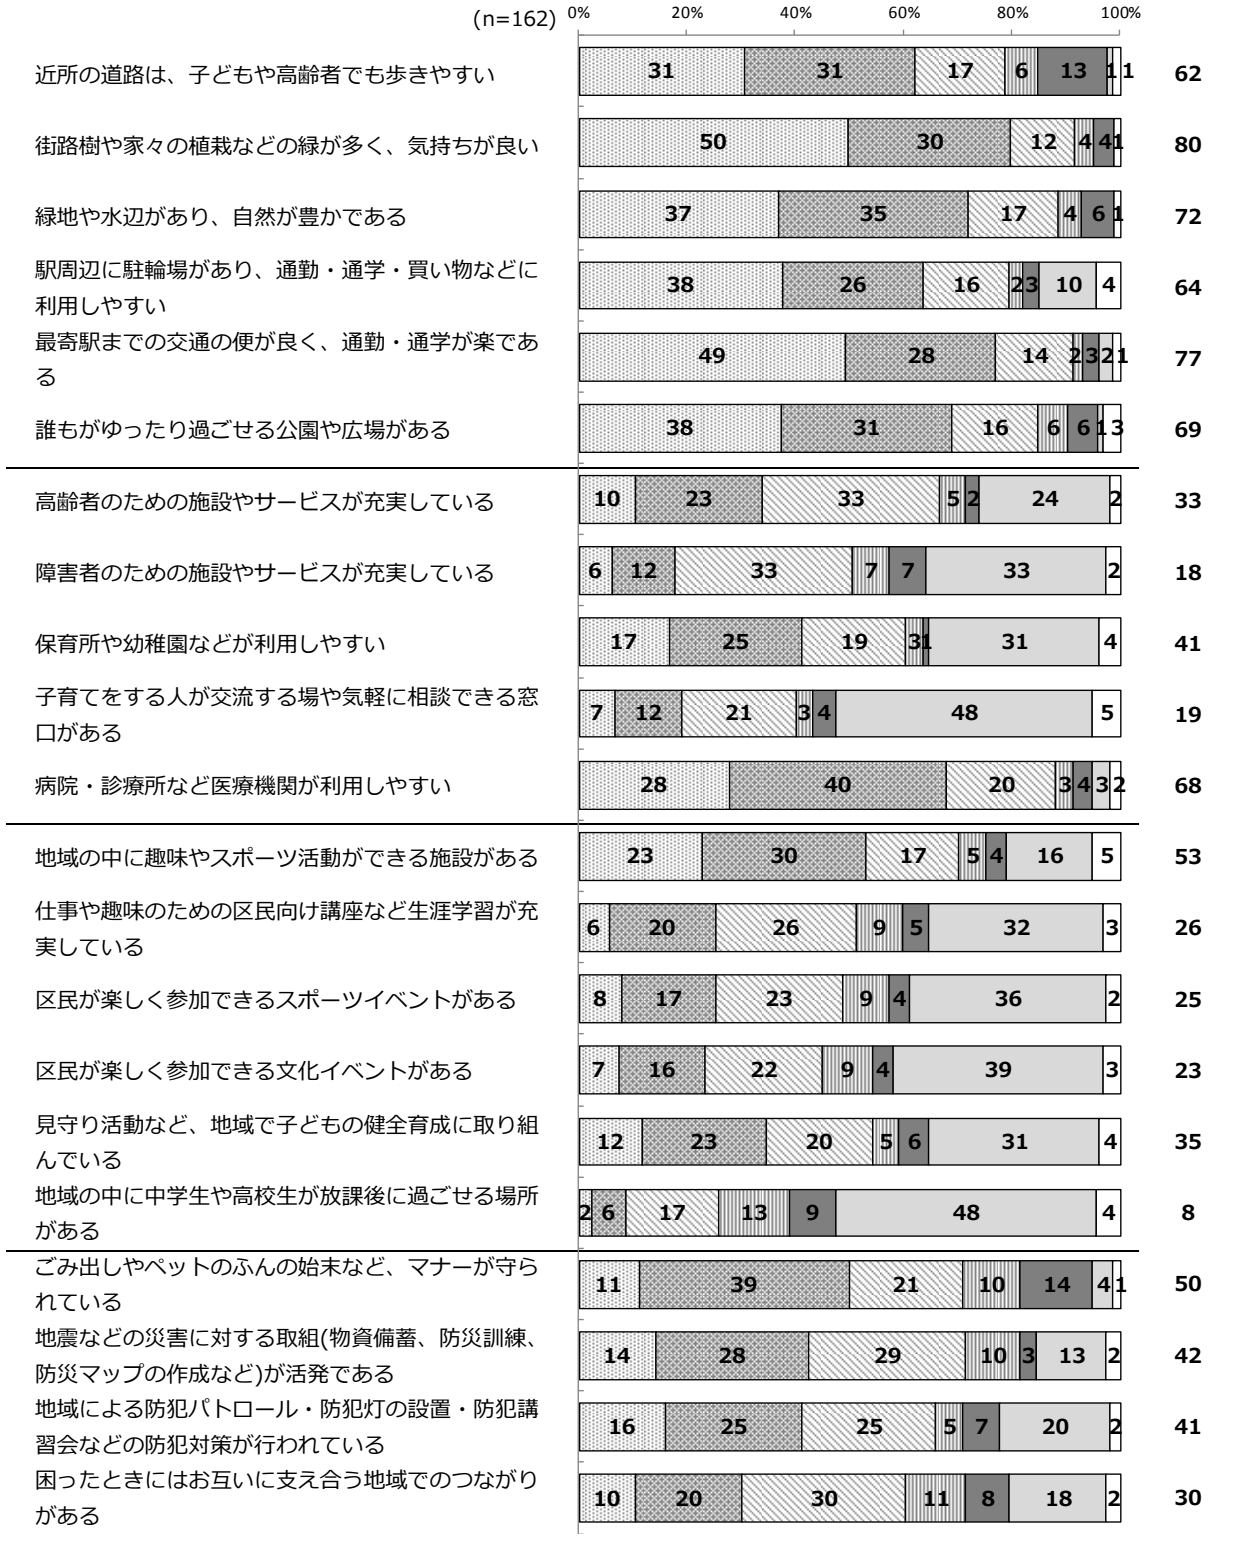 (n=162) 0% 20% 40% 60% 80% 100%
近所の道路は、子どもや高齢者でも歩きやすい 31 31 17 6 13 1 1 62
街路樹や家々の植栽などの緑が多く、気持ちが良い 50 30 12 4 4 1 80
緑地や水辺があり、自然が豊かである 37 35 17 4 6 1 72
駅周辺に駐輪場があり、通勤・通学・買い物などに
利用しやすい 38 26 16 2 3 10 4 64
最寄駅までの交通の便が良く、通勤・通学が楽であ
る 49 28 14 2 3 2 1 77
誰もがゆったり過ごせる公園や広場がある 38 31 16 6 6 1 3 69
高齢者のための施設やサービスが充実している 10 23 33 5 2 24 2 33
障害者のための施設やサービスが充実している 6 12 33 7 7 33 2 18
保育所や幼稚園などが利用しやすい 17 25 19 3 1 31 4 41
子育てをする人が交流する場や気軽に相談できる窓
口がある 7 12 21 3 4 48 5 19
病院・診療所など医療機関が利用しやすい 28 40 20 3 4 3 2 68
地域の中に趣味やスポーツ活動ができる施設がある 23 30 17 5 4 16 5 53
仕事や趣味のための区民向け講座など生涯学習が充
実している 6 20 26 9 5 32 3 26
区民が楽しく参加できるスポーツイベントがある 8 17 23 9 4 36 2 25
区民が楽しく参加できる文化イベントがある 7 16 22 9 4 39 3 23
見守り活動など、地域で子どもの健全育成に取り組
んでいる 12 23 20 5 6 31 4 35
地域の中に中学生や高校生が放課後に過ごせる場所
がある 2 6 17 13 9 48 4 8
ごみ出しやペットのふんの始末など、マナーが守ら
れている 11 39 21 10 14 4 1 50
地震などの災害に対する取組(物資備蓄、防災訓練、
防災マップの作成など)が活発である 14 28 29 10 3 13 2 42
地域による防犯パトロール・防犯灯の設置・防犯講
習会などの防犯対策が行われている 16 25 25 5 7 20 2 41
困ったときにはお互いに支え合う地域でのつながり
がある 10 20 30 11 8 18 2 30